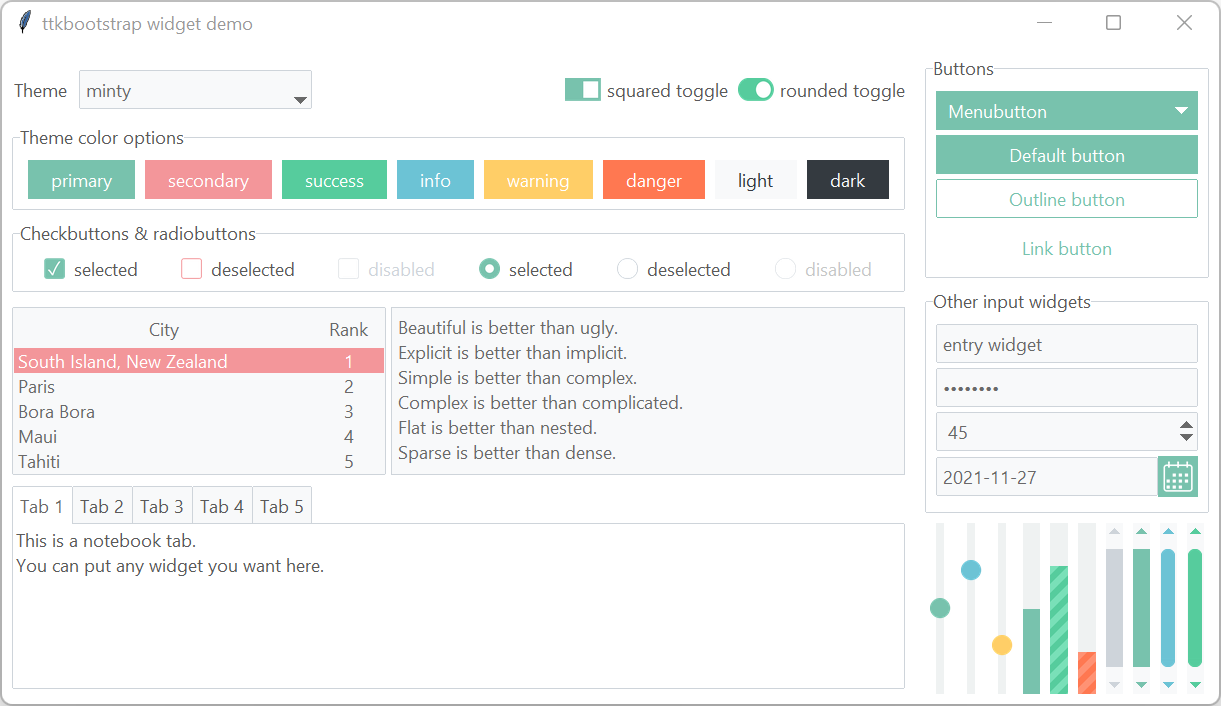 ttkbootstrap widget demo
Theme minty squared toggle rounded toggle
Theme color options
primary secondary success info warning danger light dark
Checkbuttons & radiobuttons
selected deselected disabled selected deselected disabled
City Rank
South Island, New Zealand 1
Paris 2
Bora Bora 3
Maui 4
Tahiti 5
Beautiful is better than ugly.
Explicit is better than implicit.
Simple is better than complex.
Complex is better than complicated.
Flat is better than nested.
Sparse is better than dense.
Tab 1 Tab 2 Tab 3 Tab 4 Tab 5
This is a notebook tab.
You can put any widget you want here.
Buttons
Menubutton
Default button
Outline button
Link button
Other input widgets
entry widget
••••••••
45
2021-11-27